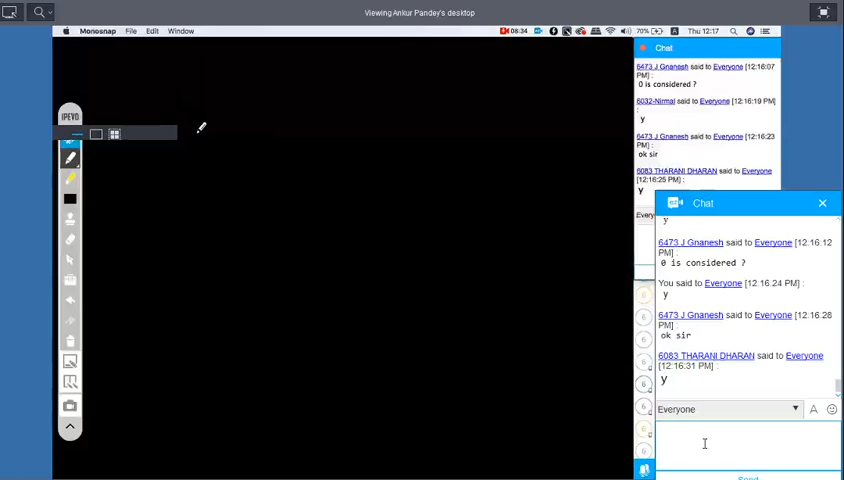 Viewing Ankur Pandey's desktop
Monosnap File Edit Window
08:34 70% A Thu 12:17
IPEVO
Chat
6473 J Gnanesh said to Everyone [12:16:07
PM] :
0 is considered ?
6032-Nirmal said to Everyone [12:16:19 PM] :
y
6473 J Gnanesh said to Everyone [12:16:23
PM] :
ok sir
6083 THARANI DHARAN said to Everyone
[12:16:25 PM] :
y
Every
Chat
y
6473 J Gnanesh said to Everyone [12:16:12
PM] :
0 is considered ?
You said to Everyone [12:16:24 PM] :
y
6473 J Gnanesh said to Everyone [12:16:28
PM] :
ok sir
6083 THARANI DHARAN said to Everyone
[12:16:31 PM] :
y
Everyone
A
Send